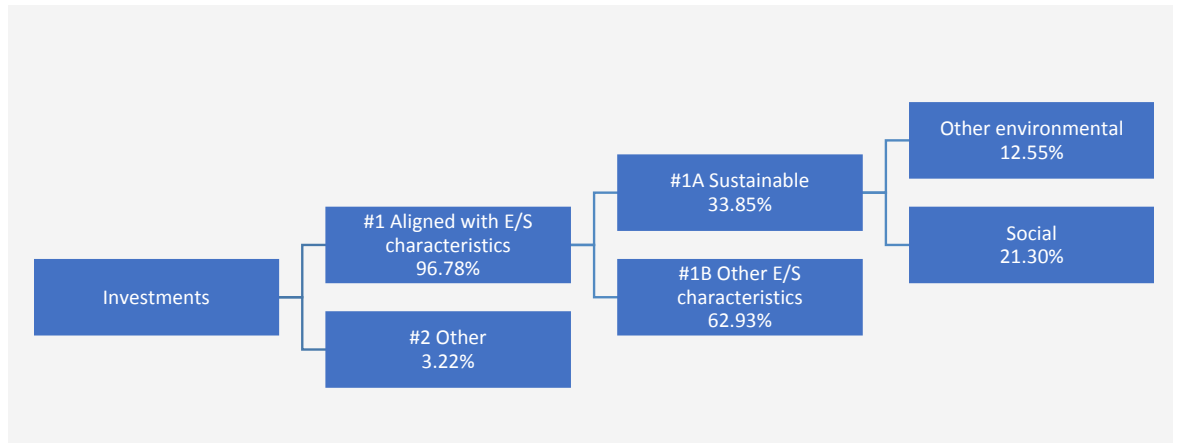 Investments
#1 Aligned with E/S
characteristics
96.78%
#2 Other
3.22%
#1A Sustainable
33.85%
#1B Other E/S
characteristics
62.93%
Other environmental
12.55%
Social
21.30%